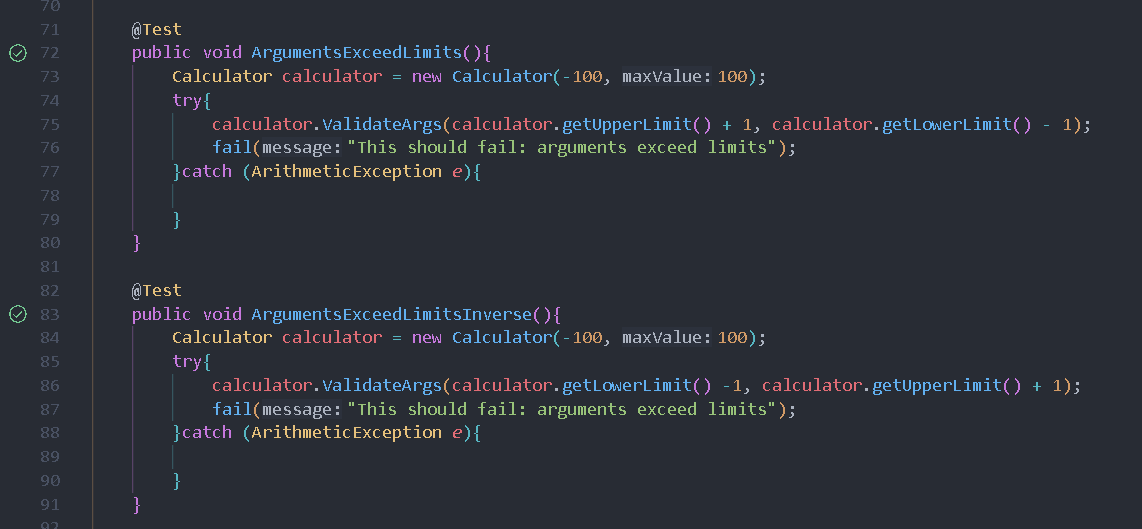 70
71 @Test
72 public void ArgumentsExceedLimits(){
73 Calculator calculator = new Calculator(-100, maxValue: 100);
74 try{
75 calculator.ValidateArgs(calculator.getUpperLimit() + 1, calculator.getLowerLimit() - 1);
76 fail(message: "This should fail: arguments exceed limits");
77 }catch (ArithmeticException e){
78
79 }
80 }
81
82 @Test
83 public void ArgumentsExceedLimitsInverse(){
84 Calculator calculator = new Calculator(-100, maxValue: 100);
85 try{
86 calculator.ValidateArgs(calculator.getLowerLimit() -1, calculator.getUpperLimit() + 1);
87 fail(message: "This should fail: arguments exceed limits");
88 }catch (ArithmeticException e){
89
90 }
91 }
92